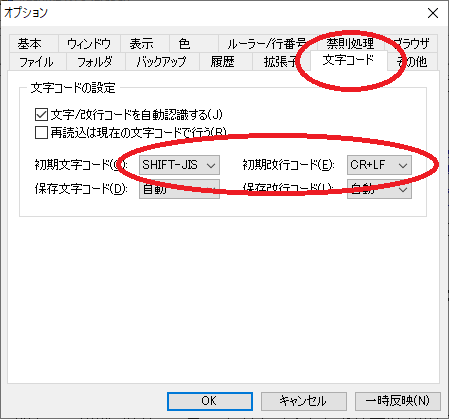 オプション
基本 ウィンドウ 表示 色 ルーラー/行番号 禁則処理 ブラウザ
ファイル フォルダ バックアップ 履歴 拡張子 文字コード その他
文字コードの設定
文字/改行コードを自動認識する(J)
再読込は現在の文字コードで行う(R)
初期文字コード( SHIFT-JIS 初期改行コード(E): CR+LF
保存文字コード(D): 自動 保存改行コード(L): 自動
OK キャンセル 一時反映(N)